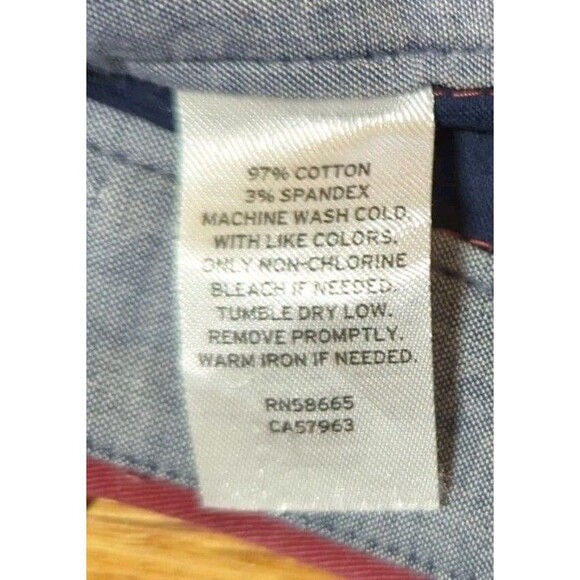 97% COTTON
3% SPANDEX
MACHINE WASH COLD.
WITH LIKE COLORS.
ONLY NON-CHLORINE
BLEACH IF NEEDED.
TUMBLE DRY LOW.
REMOVE PROMPTLY.
WARM IRON IF NEEDED.
RN58665
CA57963